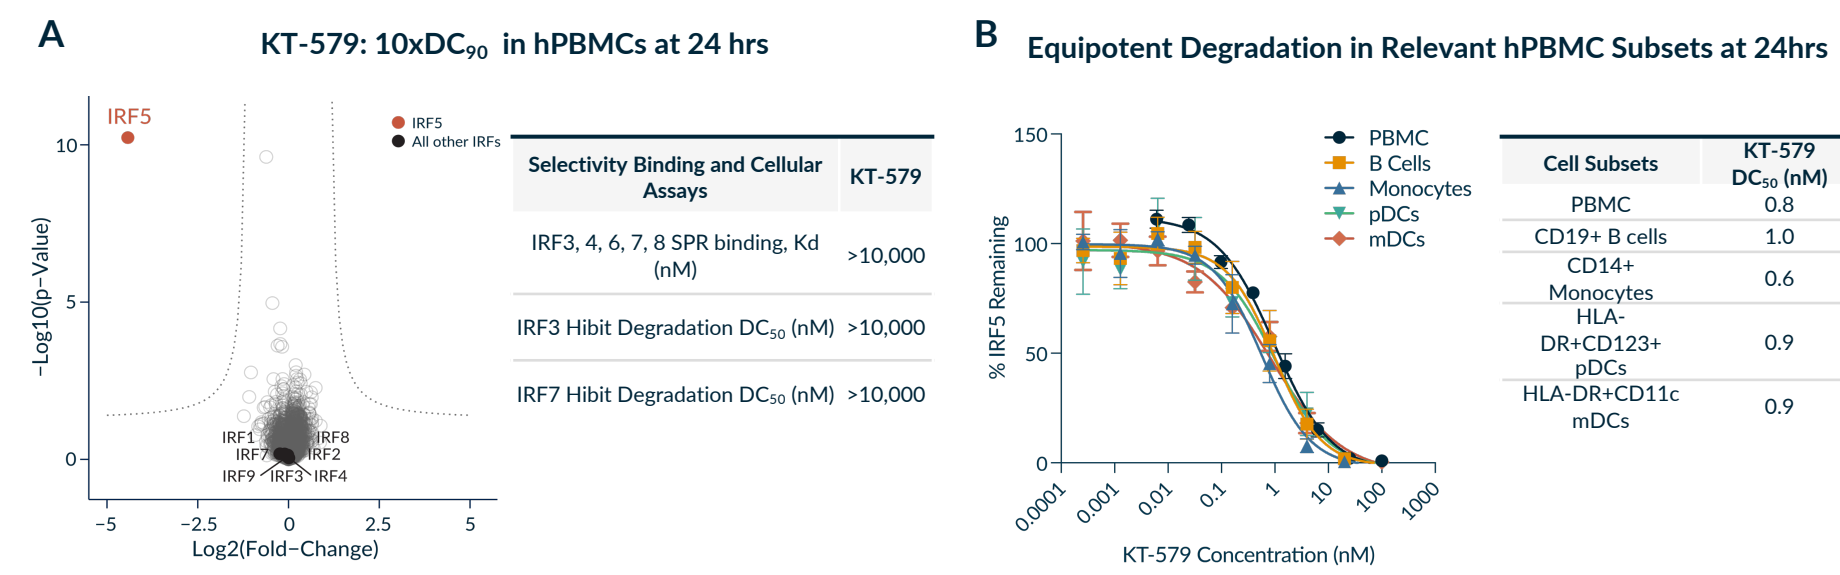 A
KT-579: 10xDC₉₀ in hPBMCs at 24 hrs
IRF5
IRF5
All other IRFs
10
5
0
−Log10(p−Value)
IRF1
IRF8
IRF7
IRF2
IRF9
IRF3
IRF4
−5
−2.5
0
2.5
5
Log2(Fold−Change)
Selectivity Binding and Cellular
Assays
KT-579
IRF3, 4, 6, 7, 8 SPR binding, Kd
(nM)
>10,000
IRF3 Hibit Degradation DC₅₀ (nM)
>10,000
IRF7 Hibit Degradation DC₅₀ (nM)
>10,000
B
Equipotent Degradation in Relevant hPBMC Subsets at 24hrs
PBMC
B Cells
Monocytes
pDCs
mDCs
150
100
50
0
% IRF5 Remaining
0.0001
0.001
0.01
0.1
1
10
100
1000
KT-579 Concentration (nM)
Cell Subsets
KT-579
DC₅₀ (nM)
PBMC
0.8
CD19+ B cells
1.0
CD14+
Monocytes
0.6
HLA-
DR+CD123+
pDCs
0.9
HLA-DR+CD11c
mDCs
0.9